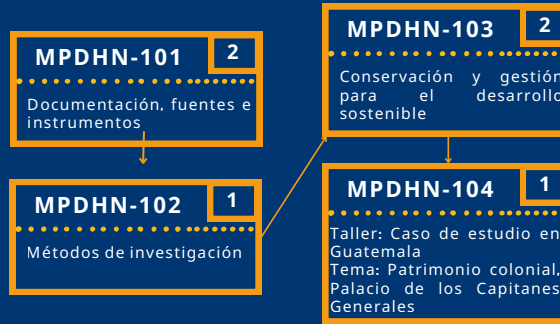 MPDHN-101
2
Documentación, fuentes e
instrumentos
MPDHN-102
1
Métodos de investigación
MPDHN-103
2
Conservación y gestión
para el desarrollo
sostenible
MPDHN-104
1
Taller: Caso de estudio en
Guatemala
Tema: Patrimonio colonial,
Palacio de los Capitanes
Generales